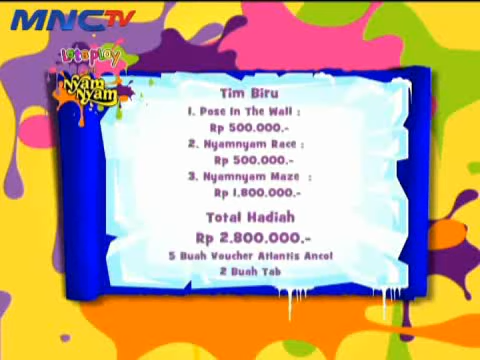 MNCTV
Letsplay
Nyam
Nyam
Tim Biru
1. Pose In The Wall :
Rp 500.000.-
2. Nyamnyam Race :
Rp 500.000.-
3. Nyamnyam Maze :
Rp 1.800.000.-
Total Hadiah
Rp 2.800.000.-
5 Buah Voucher Atlantis Ancol
2 Buah Tab